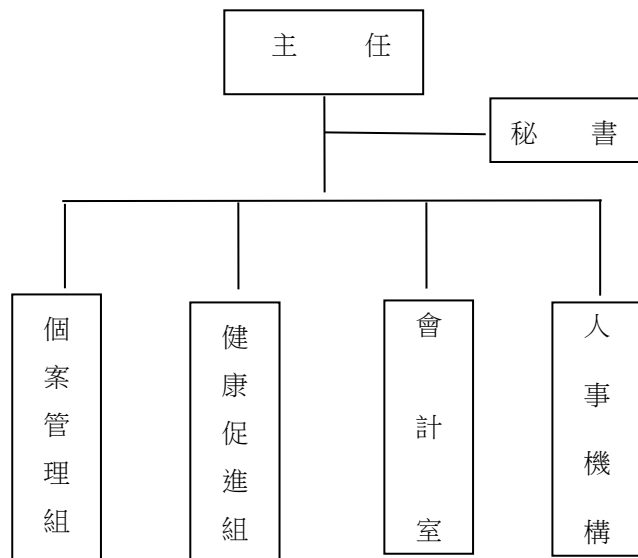 主任
秘書
個案管理組
健康促進組
會計室
人事機構